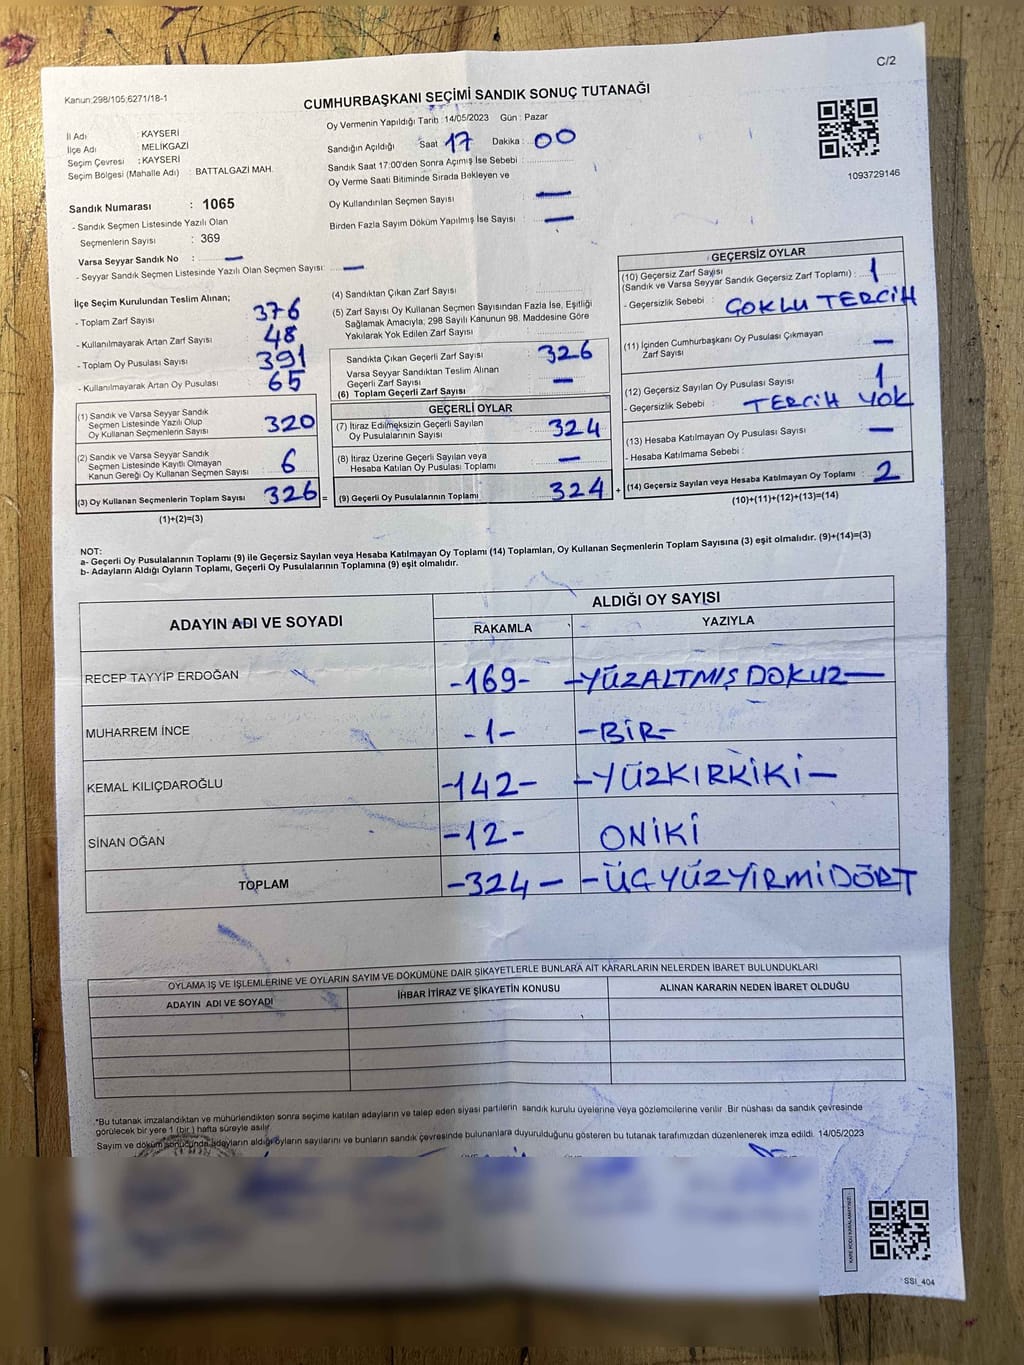 C/2
Kanun:298/105,6271/18-1
CUMHURBAŞKANI SEÇİMİ SANDIK SONUÇ TUTANAĞI
İl Adı : KAYSERİ
İlçe Adı MELİKGAZİ
Seçim Çevresi : KAYSERİ
Seçim Bölgesi (Mahalle Adı) : BATTALGAZİ MAH.
Oy Vermenin Yapıldığı Tarih :14/05/2023 Gün : Pazar
Sandığın Açıldığı Saat 17 Dakika : 00
Sandık Saat 17:00'den Sonra Açımış İse Sebebi :
Oy Verme Saati Bitiminde Sırada Bekleyen ve
Oy Kullandırılan Seçmen Sayısı : —
Birden Fazla Sayım Döküm Yapılmış İse Sayısı : —
1093729146
Sandık Numarası : 1065
- Sandık Seçmen Listesinde Yazılı Olan
Seçmenlerin Sayısı : 369
Varsa Seyyar Sandık No : —
- Seyyar Sandık Seçmen Listesinde Yazılı Olan Seçmen Sayısı: —
İlçe Seçim Kurulundan Teslim Alınan;
- Toplam Zarf Sayısı 376
- Kullanılmayarak Artan Zarf Sayısı 48
- Toplam Oy Pusulası Sayısı 391
- Kullanılmayarak Artan Oy Pusulası 65
(1) Sandık ve Varsa Seyyar Sandık
Seçmen Listesinde Yazılı Olup
Oy Kullanan Seçmenlerin Sayısı 320
(2) Sandık ve Varsa Seyyar Sandık
Seçmen Listesinde Kayıtlı Olmayan
Kanun Gereği Oy Kullanan Seçmen Sayısı 6
(3) Oy Kullanan Seçmenlerin Toplam Sayısı 326 =
(1)+(2)=(3)
(4) Sandıktan Çıkan Zarf Sayısı
(5) Zarf Sayısı Oy Kullanan Seçmen Sayısından Fazla İse, Eşitliği
Sağlamak Amacıyla, 298 Sayılı Kanunun 98. Maddesine Göre
Yakılarak Yok Edilen Zarf Sayısı
Sandıkta Çıkan Geçerli Zarf Sayısı 326
Varsa Seyyar Sandıktan Teslim Alınan
Geçerli Zarf Sayısı —
(6) Toplam Geçerli Zarf Sayısı
GEÇERLİ OYLAR
(7) İtiraz Edilmeksizin Geçerli Sayılan
Oy Pusulalarının Sayısı 324
(8) İtiraz Üzerine Geçerli Sayılan veya
Hesaba Katılan Oy Pusulası Toplamı —
(9) Geçerli Oy Pusulalarının Toplamı 324 +
GEÇERSİZ OYLAR
(10) Geçersiz Zarf Sayısı
(Sandık ve Varsa Seyyar Sandık Geçersiz Zarf Toplamı) : 1
- Geçersizlik Sebebi : ÇOKLU TERCİH
(11) İçinden Cumhurbaşkanı Oy Pusulası Çıkmayan
Zarf Sayısı —
(12) Geçersiz Sayılan Oy Pusulası Sayısı 1
- Geçersizlik Sebebi : TERCİH YOK
(13) Hesaba Katılmayan Oy Pusulası Sayısı —
- Hesaba Katılmama Sebebi :
(14) Geçersiz Sayılan veya Hesaba Katılmayan Oy Toplamı : 2
(10)+(11)+(12)+(13)=(14)
NOT:
a- Geçerli Oy Pusulalarının Toplamı (9) ile Geçersiz Sayılan veya Hesaba Katılmayan Oy Toplamı (14) Toplamları, Oy Kullanan Seçmenlerin Toplam Sayısına (3) eşit olmalıdır. (9)+(14)=(3)
b- Adayların Aldığı Oyların Toplamı, Geçerli Oy Pusulalarının Toplamına (9) eşit olmalıdır.
ADAYIN ADI VE SOYADI ALDIĞI OY SAYISI
RAKAMLA YAZIYLA
RECEP TAYYİP ERDOĞAN -169- -YÜZALTMIŞDOKUZ-
MUHARREM İNCE -1- -BİR-
KEMAL KILIÇDAROĞLU -142- -YÜZKIRKİKİ-
SİNAN OĞAN -12- ONİKİ
TOPLAM -324- -ÜÇYÜZYİRMİDÖRT
OYLAMA İŞ VE İŞLEMLERİNE VE OYLARIN SAYIM VE DÖKÜMÜNE DAİR ŞİKAYETLERLE BUNLARA AİT KARARLARIN NELERDEN İBARET BULUNDUKLARI
ADAYIN ADI VE SOYADI İHBAR İTİRAZ VE ŞİKAYETİN KONUSU ALINAN KARARIN NEDEN İBARET OLDUĞU
*Bu tutanak imzalandıktan ve mühürlendikten sonra seçime katılan adayların ve talep eden siyasi partilerin sandık kurulu üyelerine veya gözlemcilerine verilir .Bir nüshası da sandık çevresinde
görülecek bir yere 1 (bir ) hafta süreyle asılır
Sayım ve döküm sonucunda adayların aldığı oyların sayılarını ve bunların sandık çevresinde bulunanlara duyurulduğunu gösteren bu tutanak tarafımızdan düzenlenerek imza edildi. 14/05/2023
SSI_404